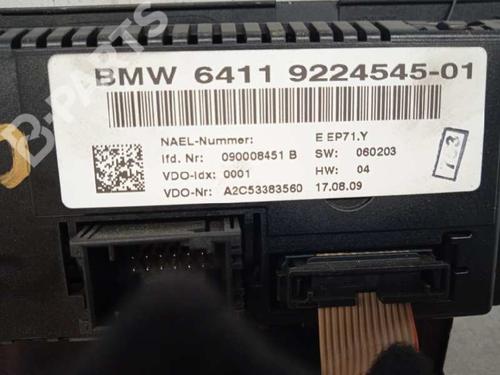 BMW 6411 9224545-01
NAEL-Nummer: E EP71.Y
lfd. Nr: 090008451 B SW: 060203
VDO-Idx: 0001 HW: 04
VDO-Nr: A2C53383560 17.08.09
B-PARTS